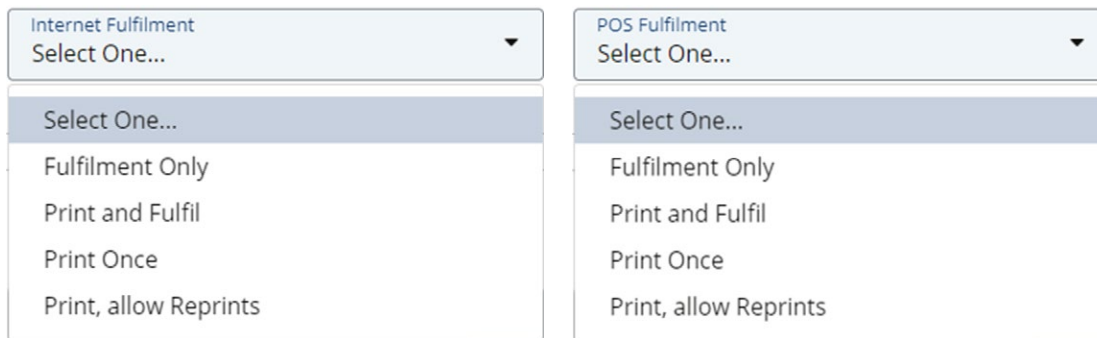 Internet Fulfilment
Select One...
Select One...
Fulfilment Only
Print and Fulfil
Print Once
Print, allow Reprints
POS Fulfilment
Select One...
Select One...
Fulfilment Only
Print and Fulfil
Print Once
Print, allow Reprints